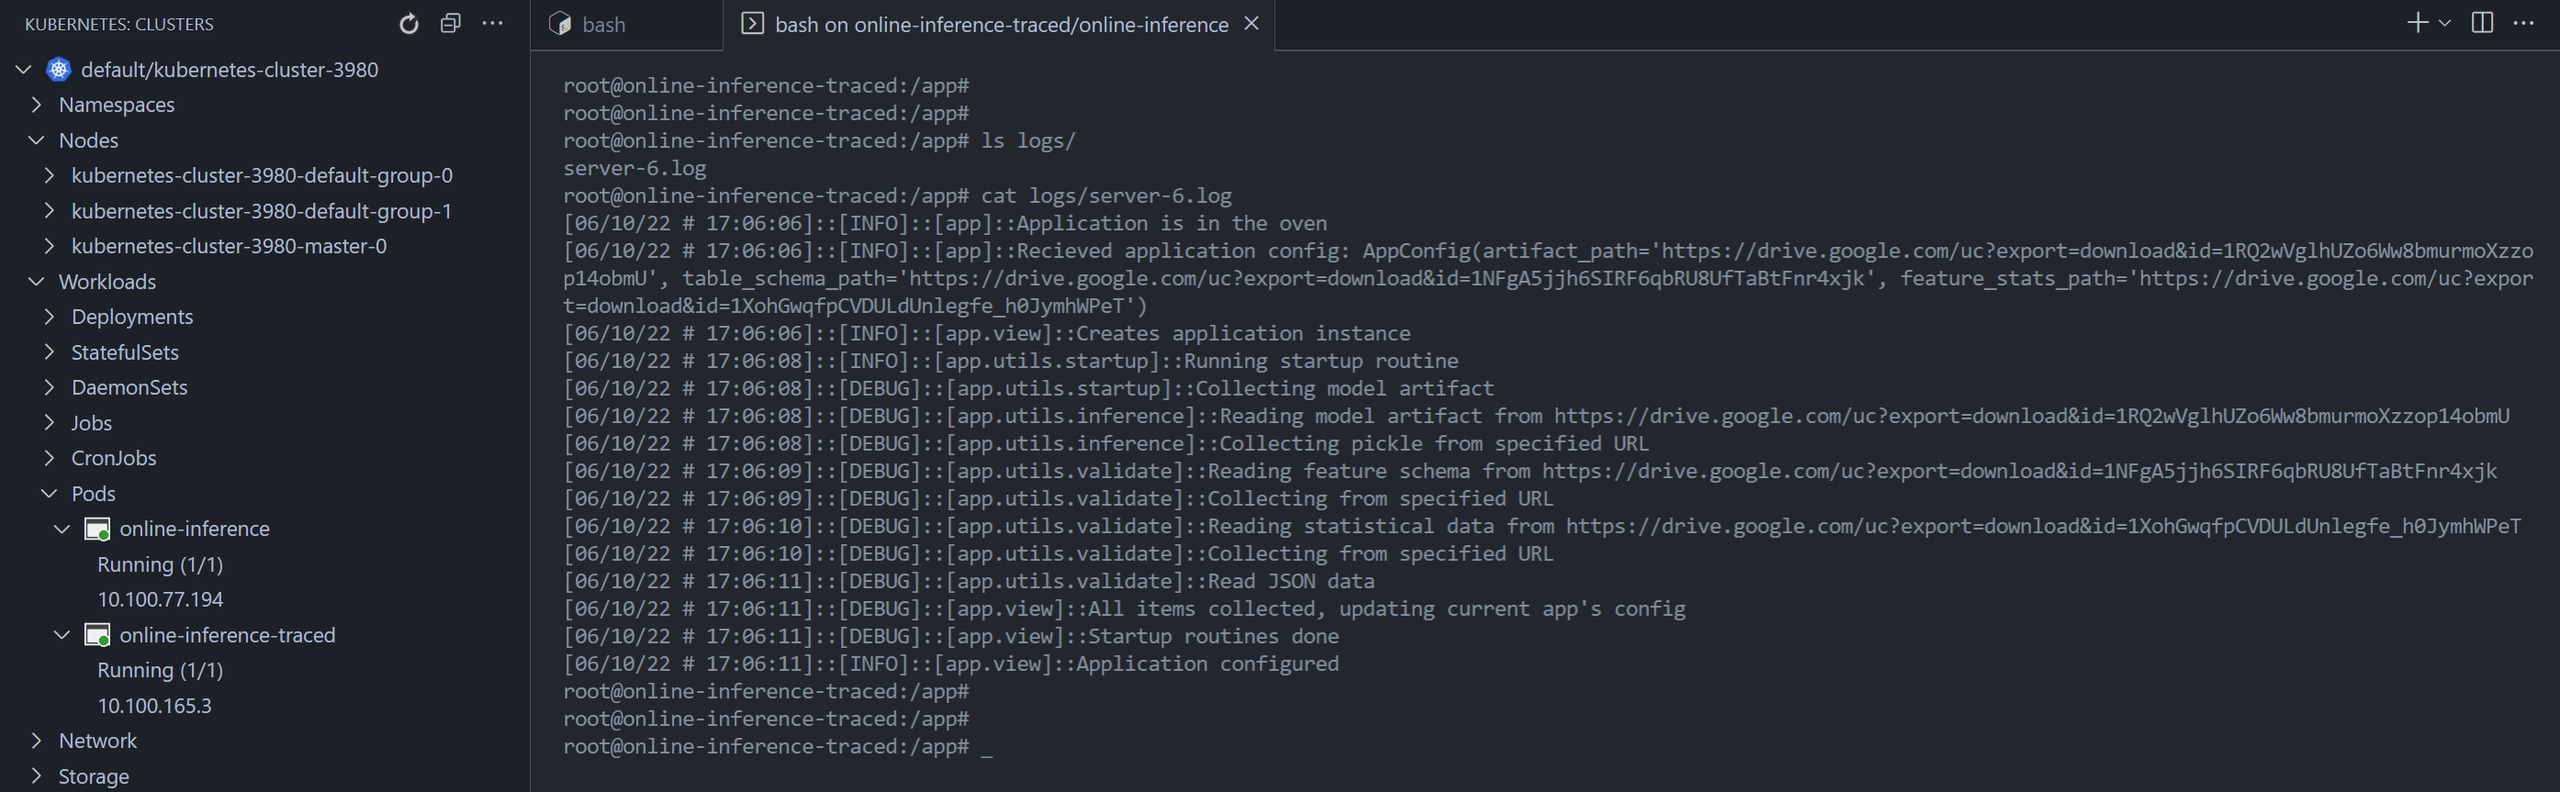 KUBERNETES: CLUSTERS
default/kubernetes-cluster-3980
Namespaces
Nodes
kubernetes-cluster-3980-default-group-0
kubernetes-cluster-3980-default-group-1
kubernetes-cluster-3980-master-0
Workloads
Deployments
StatefulSets
DaemonSets
Jobs
CronJobs
Pods
online-inference
Running (1/1)
10.100.77.194
online-inference-traced
Running (1/1)
10.100.165.3
Network
Storage
bash
bash on online-inference-traced/online-inference
root@online-inference-traced:/app#
root@online-inference-traced:/app#
root@online-inference-traced:/app# ls logs/
server-6.log
root@online-inference-traced:/app# cat logs/server-6.log
[06/10/22 # 17:06:06]::[INFO]::[app]::Application is in the oven
[06/10/22 # 17:06:06]::[INFO]::[app]::Recieved application config: AppConfig(artifact_path='https://drive.google.com/uc?export=download&id=1RQ2wVglhUZo6Ww8bmurmoXzzo
p14obmU', table_schema_path='https://drive.google.com/uc?export=download&id=1NFgA5jjh6SIRF6qbRU8UfTaBtFnr4xjk', feature_stats_path='https://drive.google.com/uc?expor
t=download&id=1XohGwqfpCVDULdUnlegfe_h0JymhWPeT')
[06/10/22 # 17:06:06]::[INFO]::[app.view]::Creates application instance
[06/10/22 # 17:06:08]::[INFO]::[app.utils.startup]::Running startup routine
[06/10/22 # 17:06:08]::[DEBUG]::[app.utils.startup]::Collecting model artifact
[06/10/22 # 17:06:08]::[DEBUG]::[app.utils.inference]::Reading model artifact from https://drive.google.com/uc?export=download&id=1RQ2wVglhUZo6Ww8bmurmoXzzop14obmU
[06/10/22 # 17:06:08]::[DEBUG]::[app.utils.inference]::Collecting pickle from specified URL
[06/10/22 # 17:06:09]::[DEBUG]::[app.utils.validate]::Reading feature schema from https://drive.google.com/uc?export=download&id=1NFgA5jjh6SIRF6qbRU8UfTaBtFnr4xjk
[06/10/22 # 17:06:09]::[DEBUG]::[app.utils.validate]::Collecting from specified URL
[06/10/22 # 17:06:10]::[DEBUG]::[app.utils.validate]::Reading statistical data from https://drive.google.com/uc?export=download&id=1XohGwqfpCVDULdUnlegfe_h0JymhWPeT
[06/10/22 # 17:06:10]::[DEBUG]::[app.utils.validate]::Collecting from specified URL
[06/10/22 # 17:06:11]::[DEBUG]::[app.utils.validate]::Read JSON data
[06/10/22 # 17:06:11]::[DEBUG]::[app.view]::All items collected, updating current app's config
[06/10/22 # 17:06:11]::[DEBUG]::[app.view]::Startup routines done
[06/10/22 # 17:06:11]::[INFO]::[app.view]::Application configured
root@online-inference-traced:/app#
root@online-inference-traced:/app#
root@online-inference-traced:/app# _